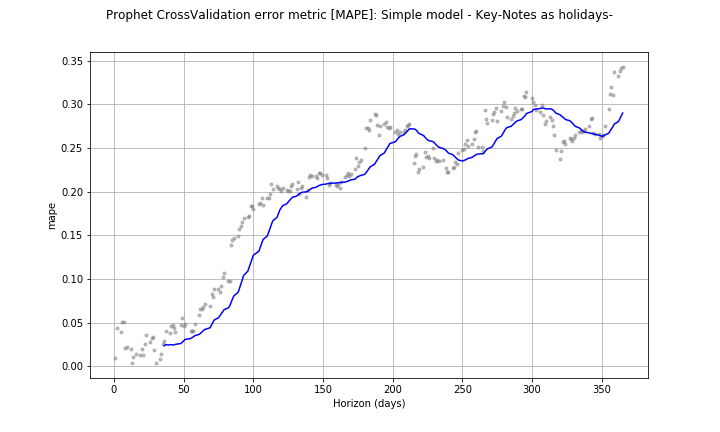 Prophet CrossValidation error metric [MAPE]: Simple model - Key-Notes as holidays-
0.35
0.30
0.25
0.20
0.15
0.10
0.05
0.00
mape
0 50 100 150 200 250 300 350
Horizon (days)